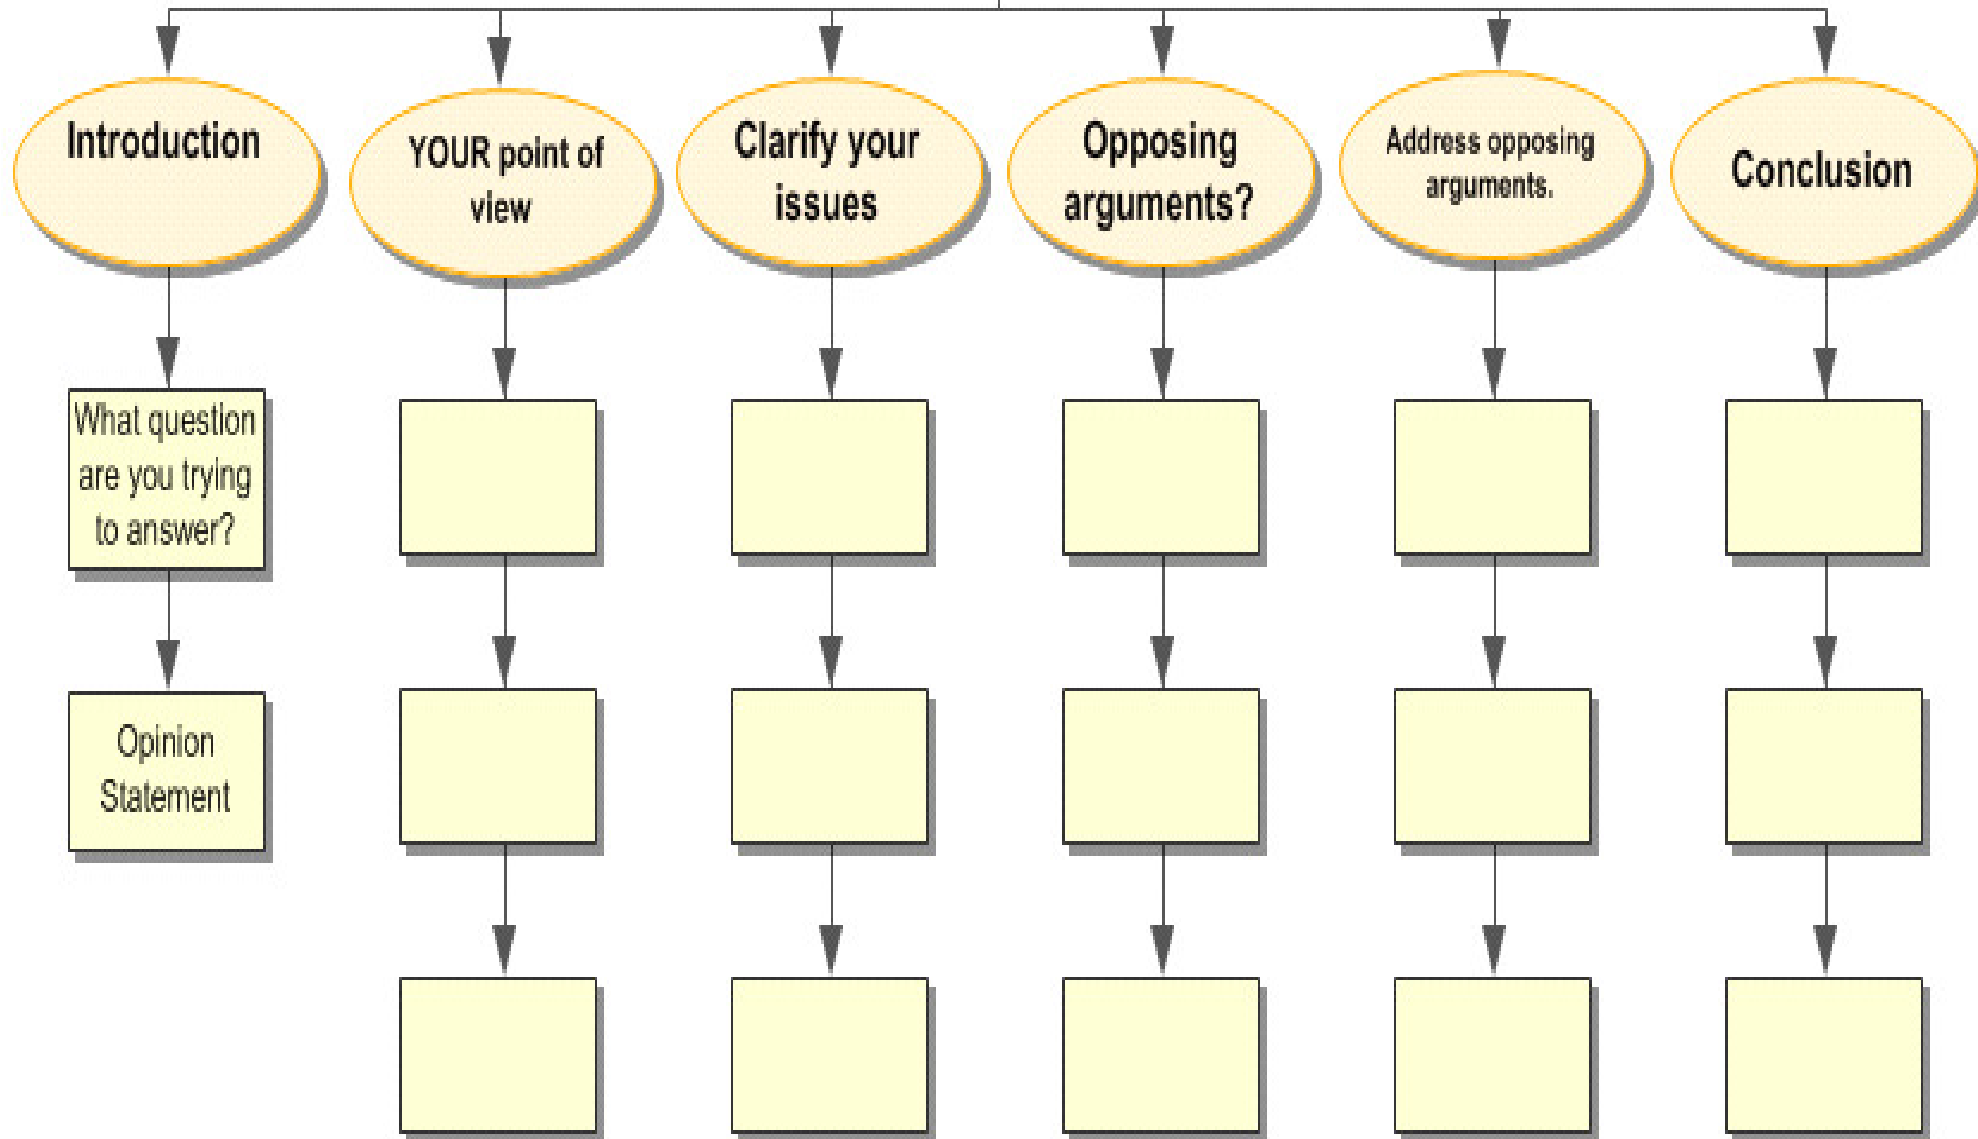 Introduction
YOUR point of
view
Clarify your
issues
Opposing
arguments?
Address opposing
arguments.
Conclusion
What question
are you trying
to answer?
Opinion
Statement